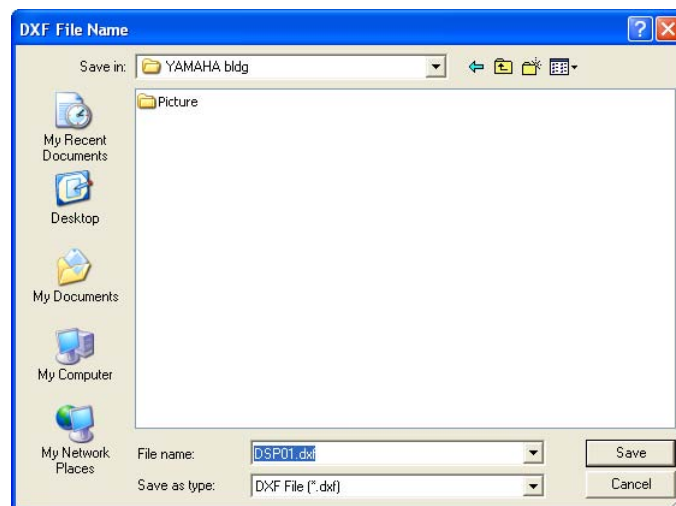 DXF File Name
Save in: YAMAHA bldg
Picture
My Recent
Documents
Desktop
My Documents
My Computer
My Network
Places
File name: DSP01.dxf Save
Save as type: DXF File (*.dxf) Cancel